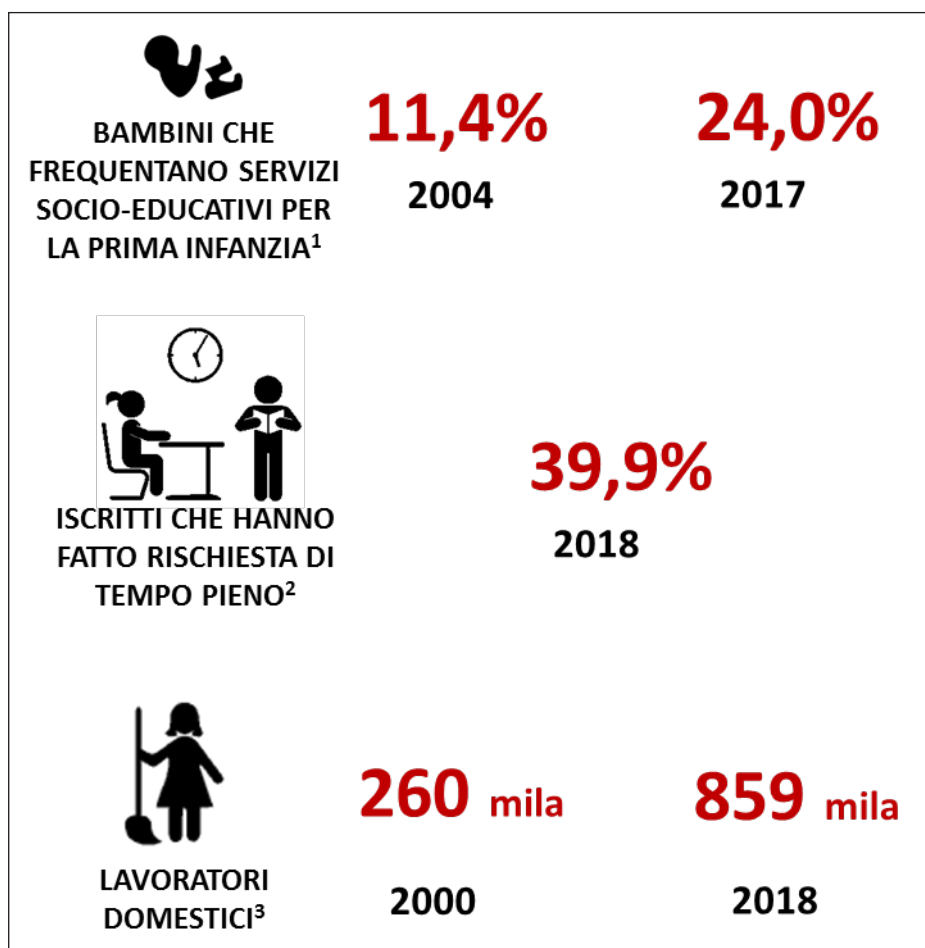 11,4%
24,0%
BAMBINI CHE
FREQUENTANO SERVIZI
SOCIO-EDUCATIVI PER
LA PRIMA INFANZIA¹
2004
2017
39,9%
ISCRITTI CHE HANNO
FATTO RISCHIESTA DI
TEMPO PIENO²
2018
260 mila
859 mila
LAVORATORI
DOMESTICI³
2000
2018